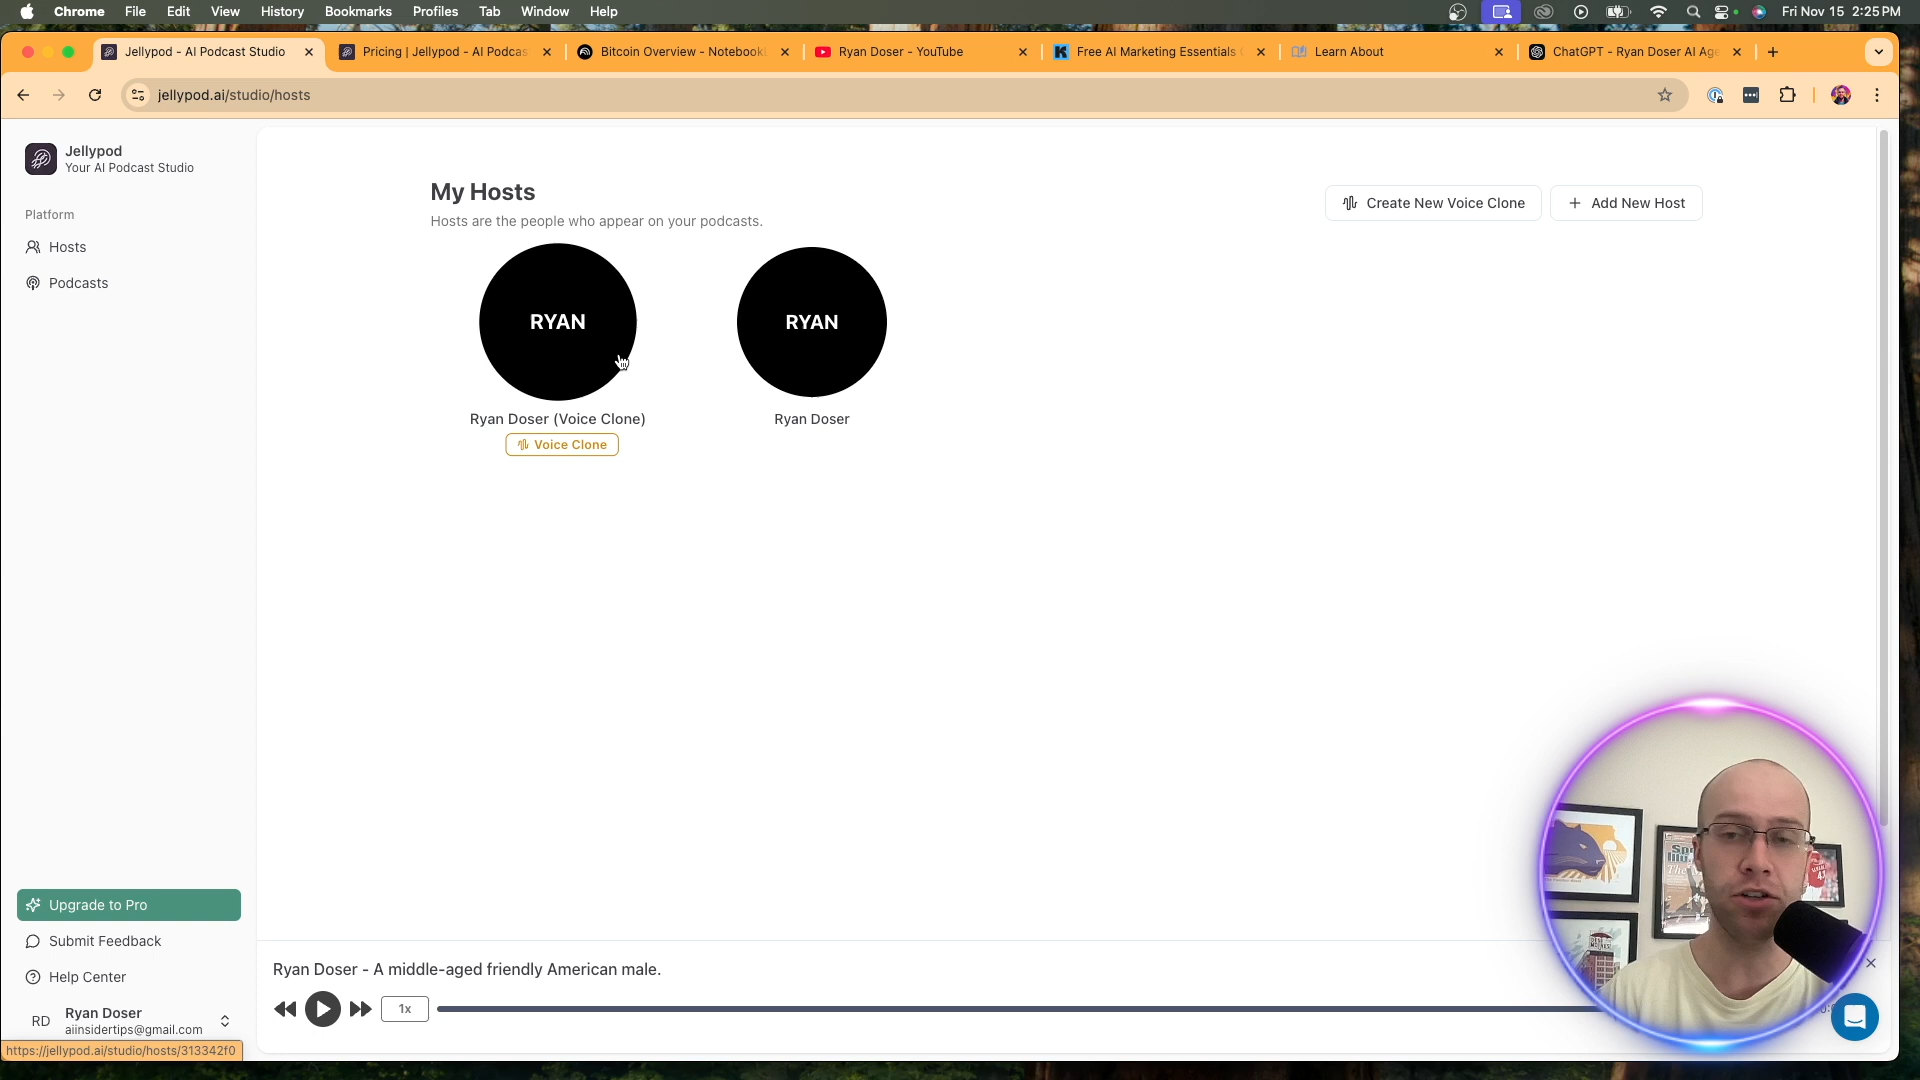 Chrome File Edit View History Bookmarks Profiles Tab Window Help
Fri Nov 15 2:25 PM
Jellypod - AI Podcast Studio
Pricing | Jellypod - AI Podcas
Bitcoin Overview - Notebook
Ryan Doser - YouTube
Free AI Marketing Essentials
Learn About
ChatGPT - Ryan Doser AI Age
jellypod.ai/studio/hosts
Jellypod
Your AI Podcast Studio
Platform
Hosts
Podcasts
My Hosts
Hosts are the people who appear on your podcasts.
Create New Voice Clone
+ Add New Host
RYAN
RYAN
Ryan Doser (Voice Clone)
Voice Clone
Ryan Doser
Upgrade to Pro
Submit Feedback
Help Center
RD
Ryan Doser
aiinsidertips@gmail.com
https://jellypod.ai/studio/hosts/313342f0
Ryan Doser - A middle-aged friendly American male.
1x